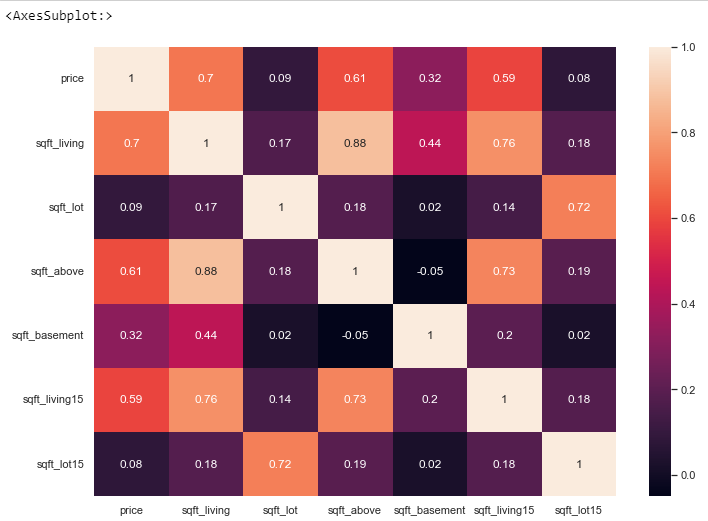 <AxesSubplot:>
price 1 0.7 0.09 0.61 0.32 0.59 0.08
sqft_living 0.7 1 0.17 0.88 0.44 0.76 0.18
sqft_lot 0.09 0.17 1 0.18 0.02 0.14 0.72
sqft_above 0.61 0.88 0.18 1 -0.05 0.73 0.19
sqft_basement 0.32 0.44 0.02 -0.05 1 0.2 0.02
sqft_living15 0.59 0.76 0.14 0.73 0.2 1 0.18
sqft_lot15 0.08 0.18 0.72 0.19 0.02 0.18 1
price sqft_living sqft_lot sqft_above sqft_basement sqft_living15 sqft_lot15
1.0
0.8
0.6
0.4
0.2
0.0